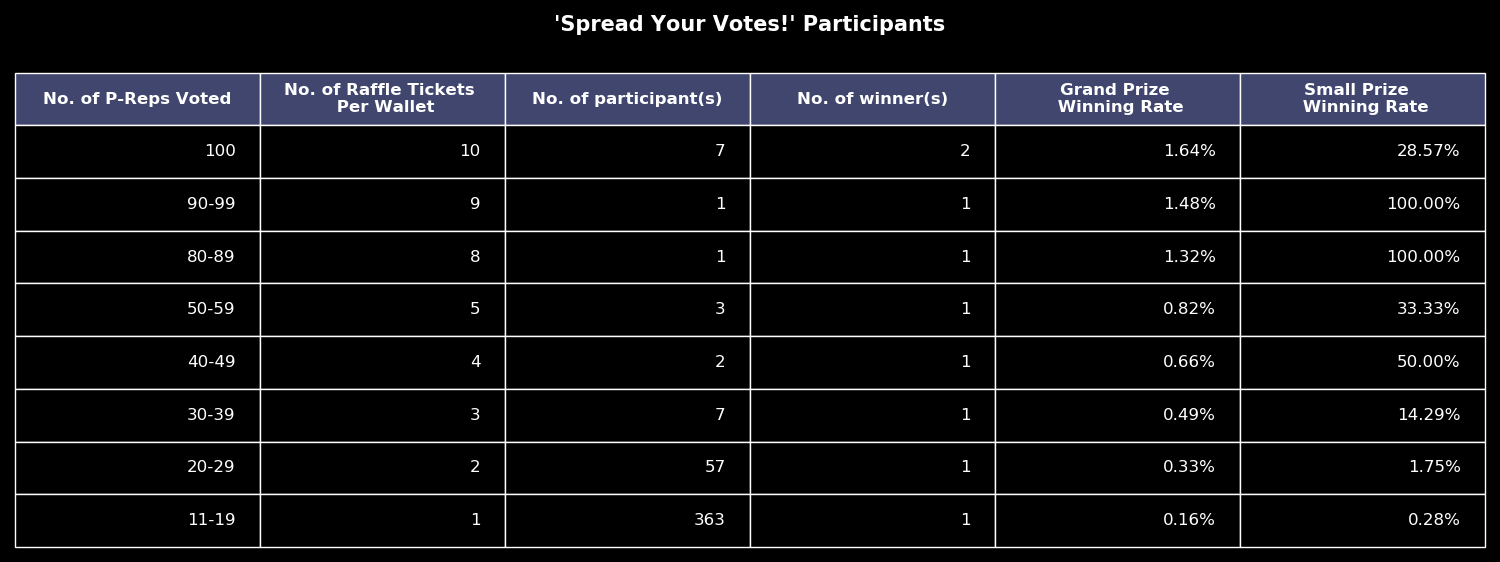 'Spread Your Votes!' Participants
No. of P-Reps Voted No. of Raffle Tickets Per Wallet No. of participant(s) No. of winner(s) Grand Prize Winning Rate Small Prize Winning Rate
100 10 7 2 1.64% 28.57%
90-99 9 1 1 1.48% 100.00%
80-89 8 1 1 1.32% 100.00%
50-59 5 3 1 0.82% 33.33%
40-49 4 2 1 0.66% 50.00%
30-39 3 7 1 0.49% 14.29%
20-29 2 57 1 0.33% 1.75%
11-19 1 363 1 0.16% 0.28%